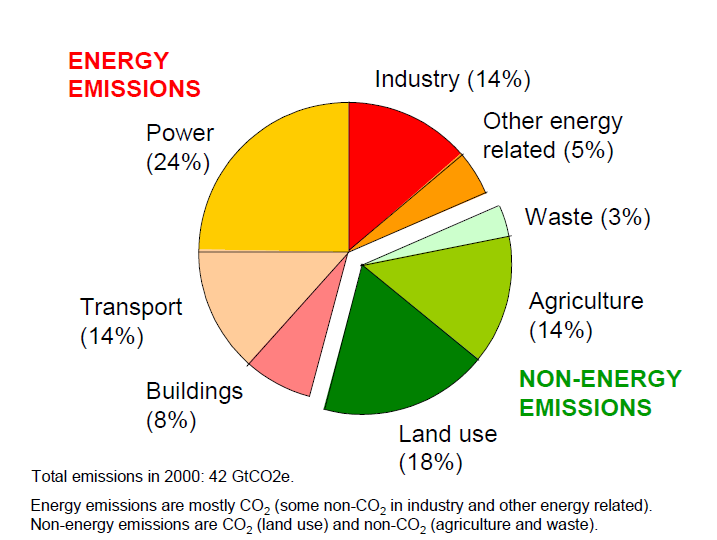 ENERGY
EMISSIONS
Industry (14%)
Other energy
related (5%)
Power
(24%)
Waste (3%)
Transport
(14%)
Agriculture
(14%)
Buildings
(8%)
NON-ENERGY
EMISSIONS
Land use
(18%)
Total emissions in 2000: 42 GtCO2e.
Energy emissions are mostly CO₂ (some non-CO₂ in industry and other energy related).
Non-energy emissions are CO₂ (land use) and non-CO₂ (agriculture and waste).